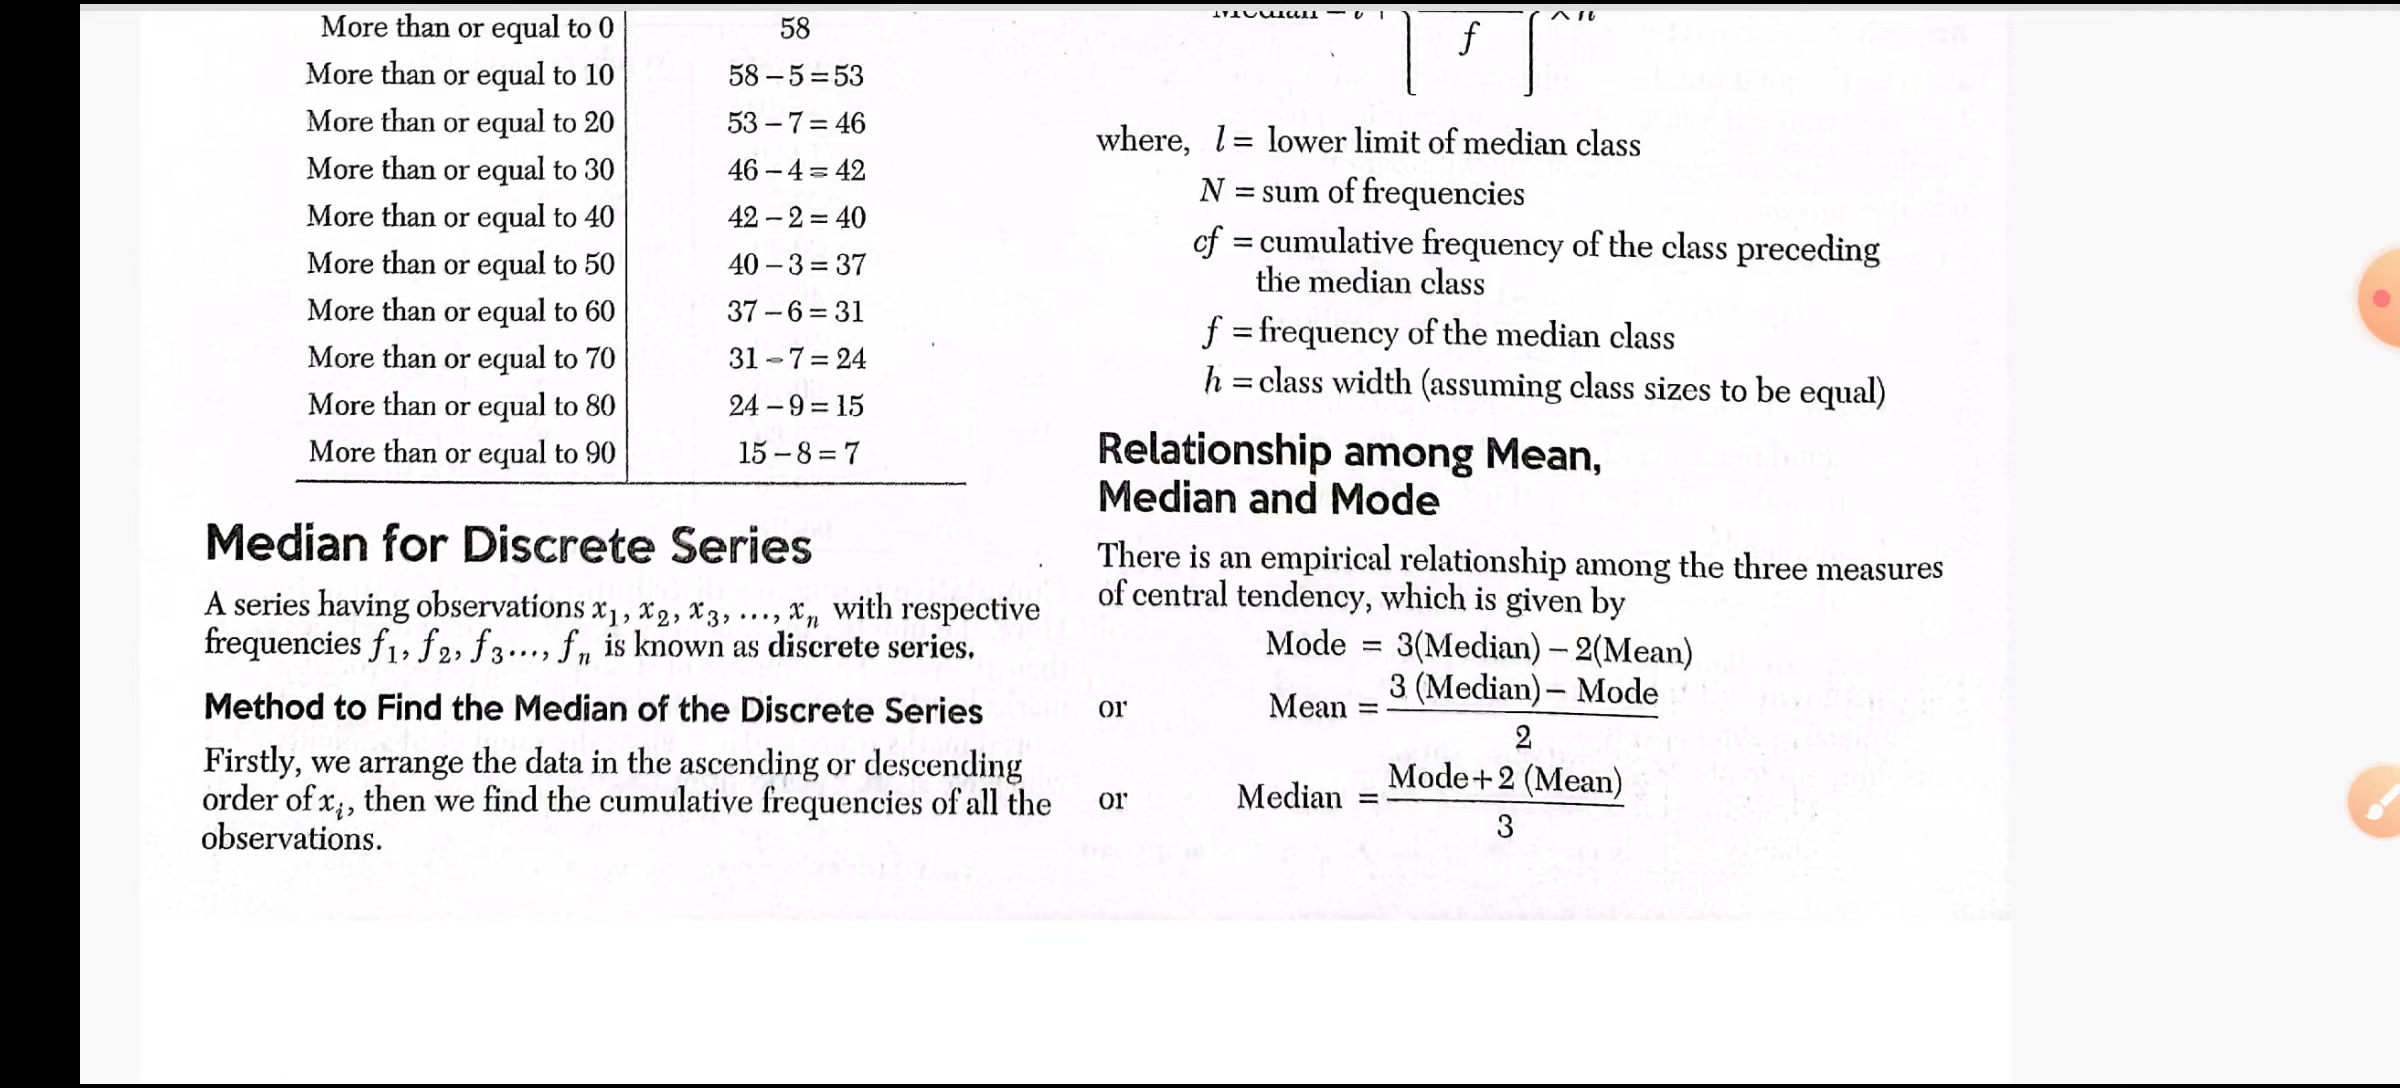 More than or equal to 0 58
More than or equal to 10 58 – 5 = 53
More than or equal to 20 53 – 7 = 46
More than or equal to 30 46 – 4 = 42
More than or equal to 40 42 – 2 = 40
More than or equal to 50 40 – 3 = 37
More than or equal to 60 37 – 6 = 31
More than or equal to 70 31 – 7 = 24
More than or equal to 80 24 – 9 = 15
More than or equal to 90 15 – 8 = 7
Median for Discrete Series
A series having observations x₁, x₂, x₃, ..., xₙ with respective
frequencies f₁, f₂, f₃ ..., fₙ is known as discrete series.
Method to Find the Median of the Discrete Series
Firstly, we arrange the data in the ascending or descending
order of xᵢ, then we find the cumulative frequencies of all the
observations.
f
where, l = lower limit of median class
N = sum of frequencies
cf = cumulative frequency of the class preceding
the median class
f = frequency of the median class
h = class width (assuming class sizes to be equal)
Relationship among Mean,
Median and Mode
There is an empirical relationship among the three measures
of central tendency, which is given by
Mode = 3(Median) – 2(Mean)
or Mean = 3 (Median) – Mode
2
or Median = Mode + 2 (Mean)
3